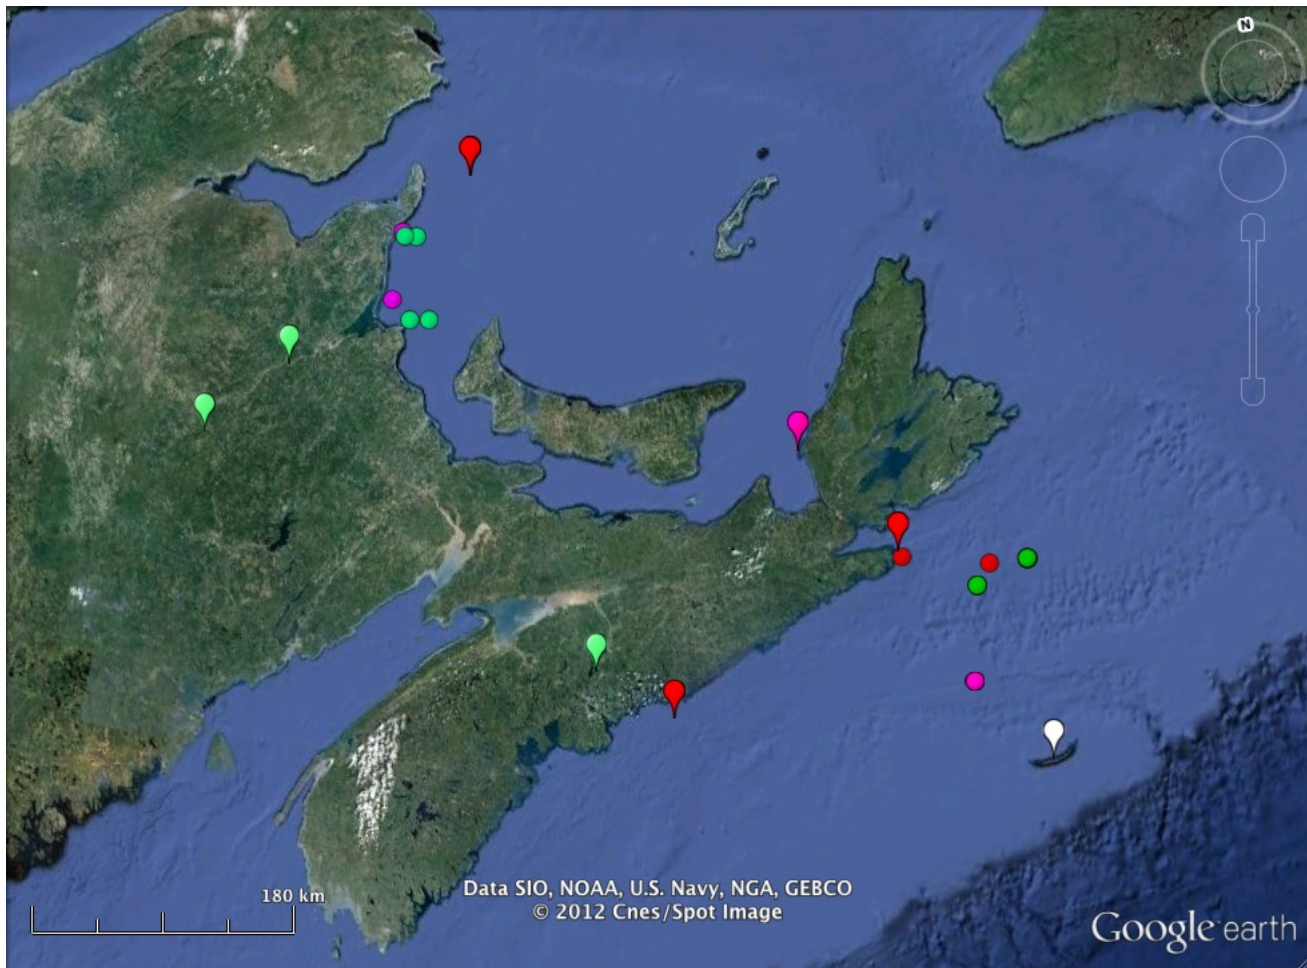 N
180 km
Data SIO, NOAA, U.S. Navy, NGA, GEBCO
© 2012 Cnes/Spot Image
Google earth